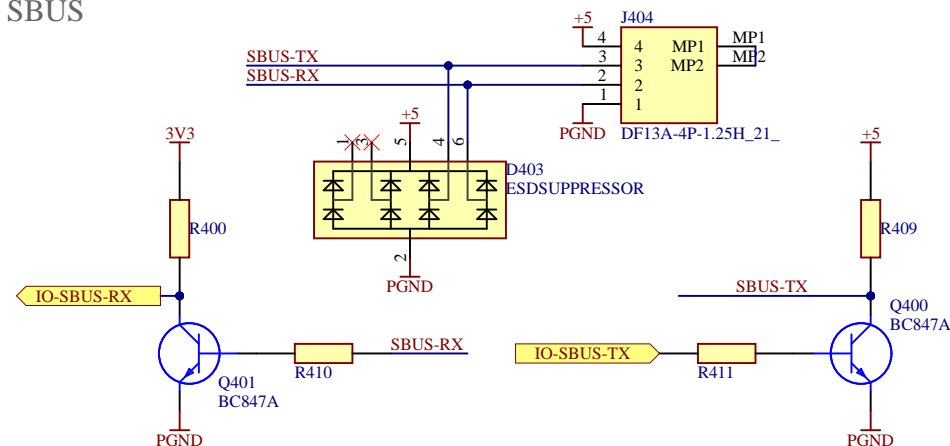 SBUS
+5
J404
SBUS-TX
SBUS-RX
4
3
2
1
4
3
2
1
MP1
MP2
MP1
MP2
PGND
DF13A-4P-1.25H_21_
+5
1
3
5
4
6
D403
ESDSUPPRESSOR
2
PGND
3V3
R400
IO-SBUS-RX
Q401
BC847A
R410
SBUS-RX
PGND
+5
R409
SBUS-TX
Q400
BC847A
IO-SBUS-TX
R411
PGND